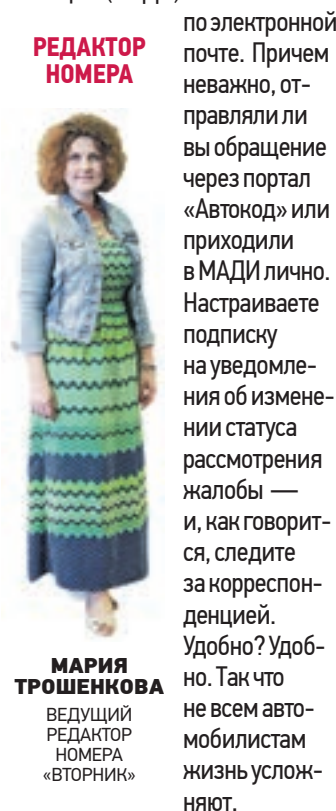 РЕДАКТОР
НОМЕРА
МАРИЯ
ТРОШЕНКОВА
ВЕДУЩИЙ
РЕДАКТОР
НОМЕРА
«ВТОРНИК»
по электронной
почте. Причем
неважно, от-
правляли ли
вы обращение
через портал
«Автокод» или
приходили
в МАДИ лично.
Настраиваете
подписку
на уведомле-
ния об измене-
нии статуса
рассмотрения
жалобы —
и, как говорит-
ся, следите
за корреспон-
денцией.
Удобно? Удоб-
но. Так что
не всем авто-
мобилистам
жизнь услож-
няют.